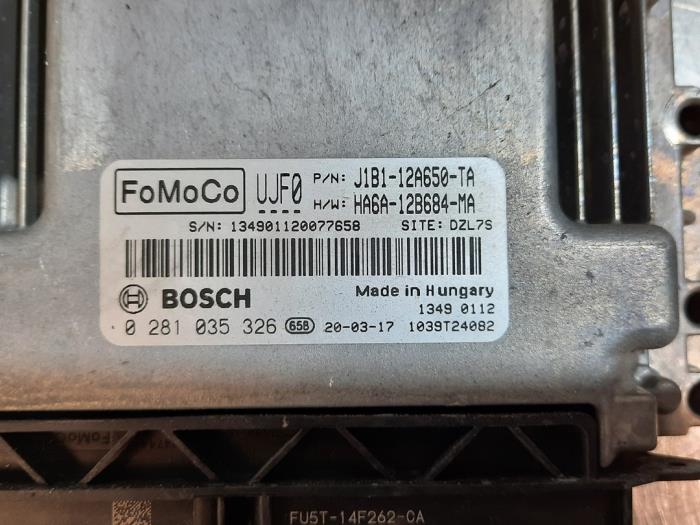 FoMoCo UJF0 P/N: J1B1-12A650-TA
H/W: HA6A-12B684-MA
S/N: 134901120077658 SITE: DZL7S
BOSCH Made in Hungary
1349 0112
0 281 035 326 658 20-03-17 1039T24082
FoMoCo
FU5T-14F262-CA